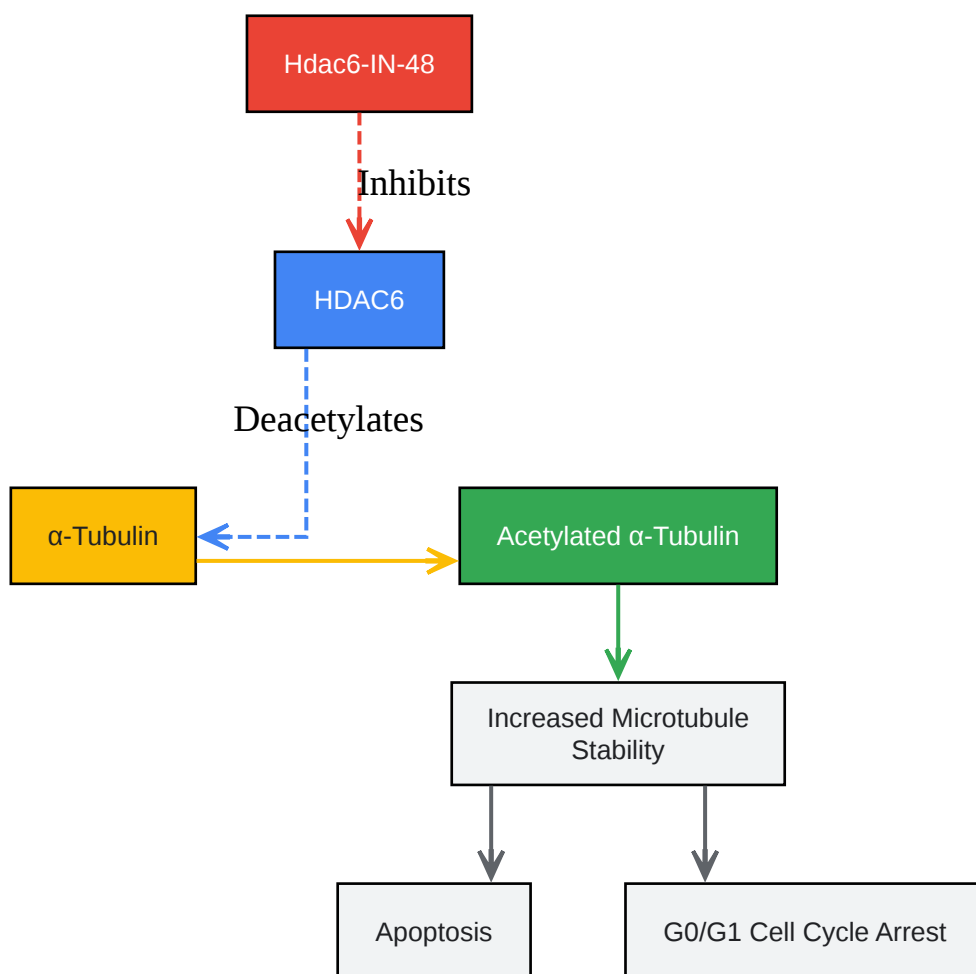 Hdac6-IN-48
Inhibits
HDAC6
Deacetylates
α-Tubulin
Acetylated α-Tubulin
Increased Microtubule
Stability
Apoptosis
G0/G1 Cell Cycle Arrest